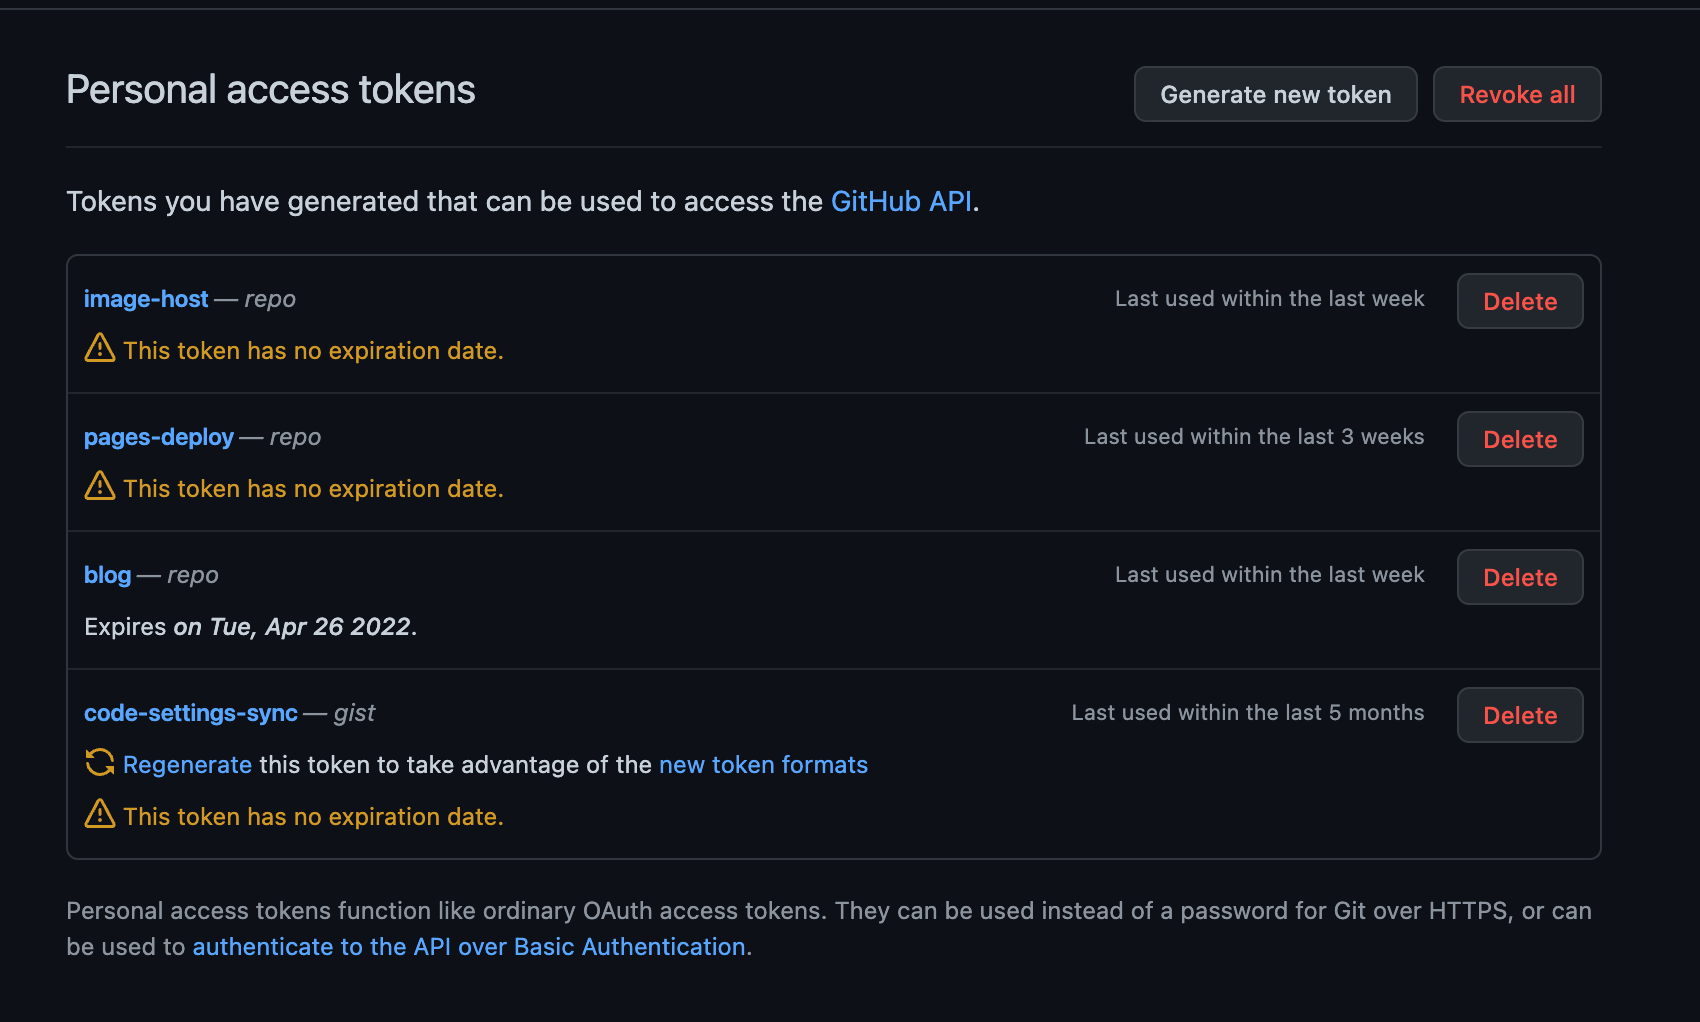 Personal access tokens
Generate new token
Revoke all
Tokens you have generated that can be used to access the GitHub API.
image-host — repo
Last used within the last week
Delete
This token has no expiration date.
pages-deploy — repo
Last used within the last 3 weeks
Delete
This token has no expiration date.
blog — repo
Last used within the last week
Delete
Expires on Tue, Apr 26 2022.
code-settings-sync — gist
Last used within the last 5 months
Delete
Regenerate this token to take advantage of the new token formats
This token has no expiration date.
Personal access tokens function like ordinary OAuth access tokens. They can be used instead of a password for Git over HTTPS, or can
be used to authenticate to the API over Basic Authentication.